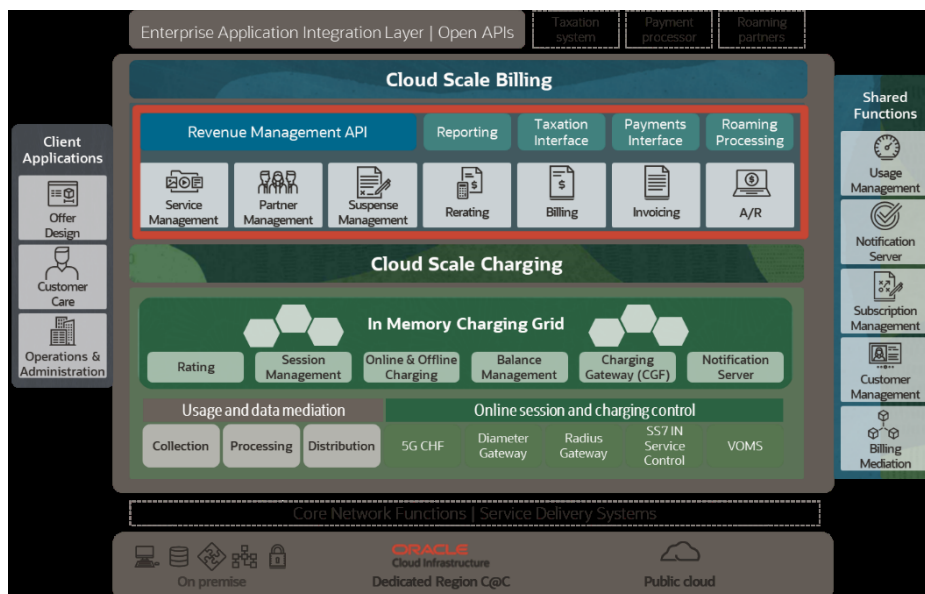 Enterprise Application Integration Layer | Open APIs
Taxation
system
Payment
processor
Roaming
partners
Cloud Scale Billing
Revenue Management API
Reporting
Taxation
Interface
Payments
Interface
Roaming
Processing
Service
Management
Partner
Management
Suspense
Management
Rerating
Billing
Invoicing
A/R
Client
Applications
Offer
Design
Customer
Care
Operations &
Administration
Cloud Scale Charging
In Memory Charging Grid
Rating
Session
Management
Online & Offline
Charging
Balance
Management
Charging
Gateway (CGF)
Notification
Server
Usage and data mediation
Online session and charging control
Collection
Processing
Distribution
5G CHF
Diameter
Gateway
Radius
Gateway
SS7 IN
Service
Control
VOMS
Shared
Functions
Usage
Management
Notification
Server
Subscription
Management
Customer
Management
Billing
Mediation
Core Network Functions | Service Delivery Systems
On premise
ORACLE
Cloud Infrastructure
Dedicated Region C@C
Public cloud